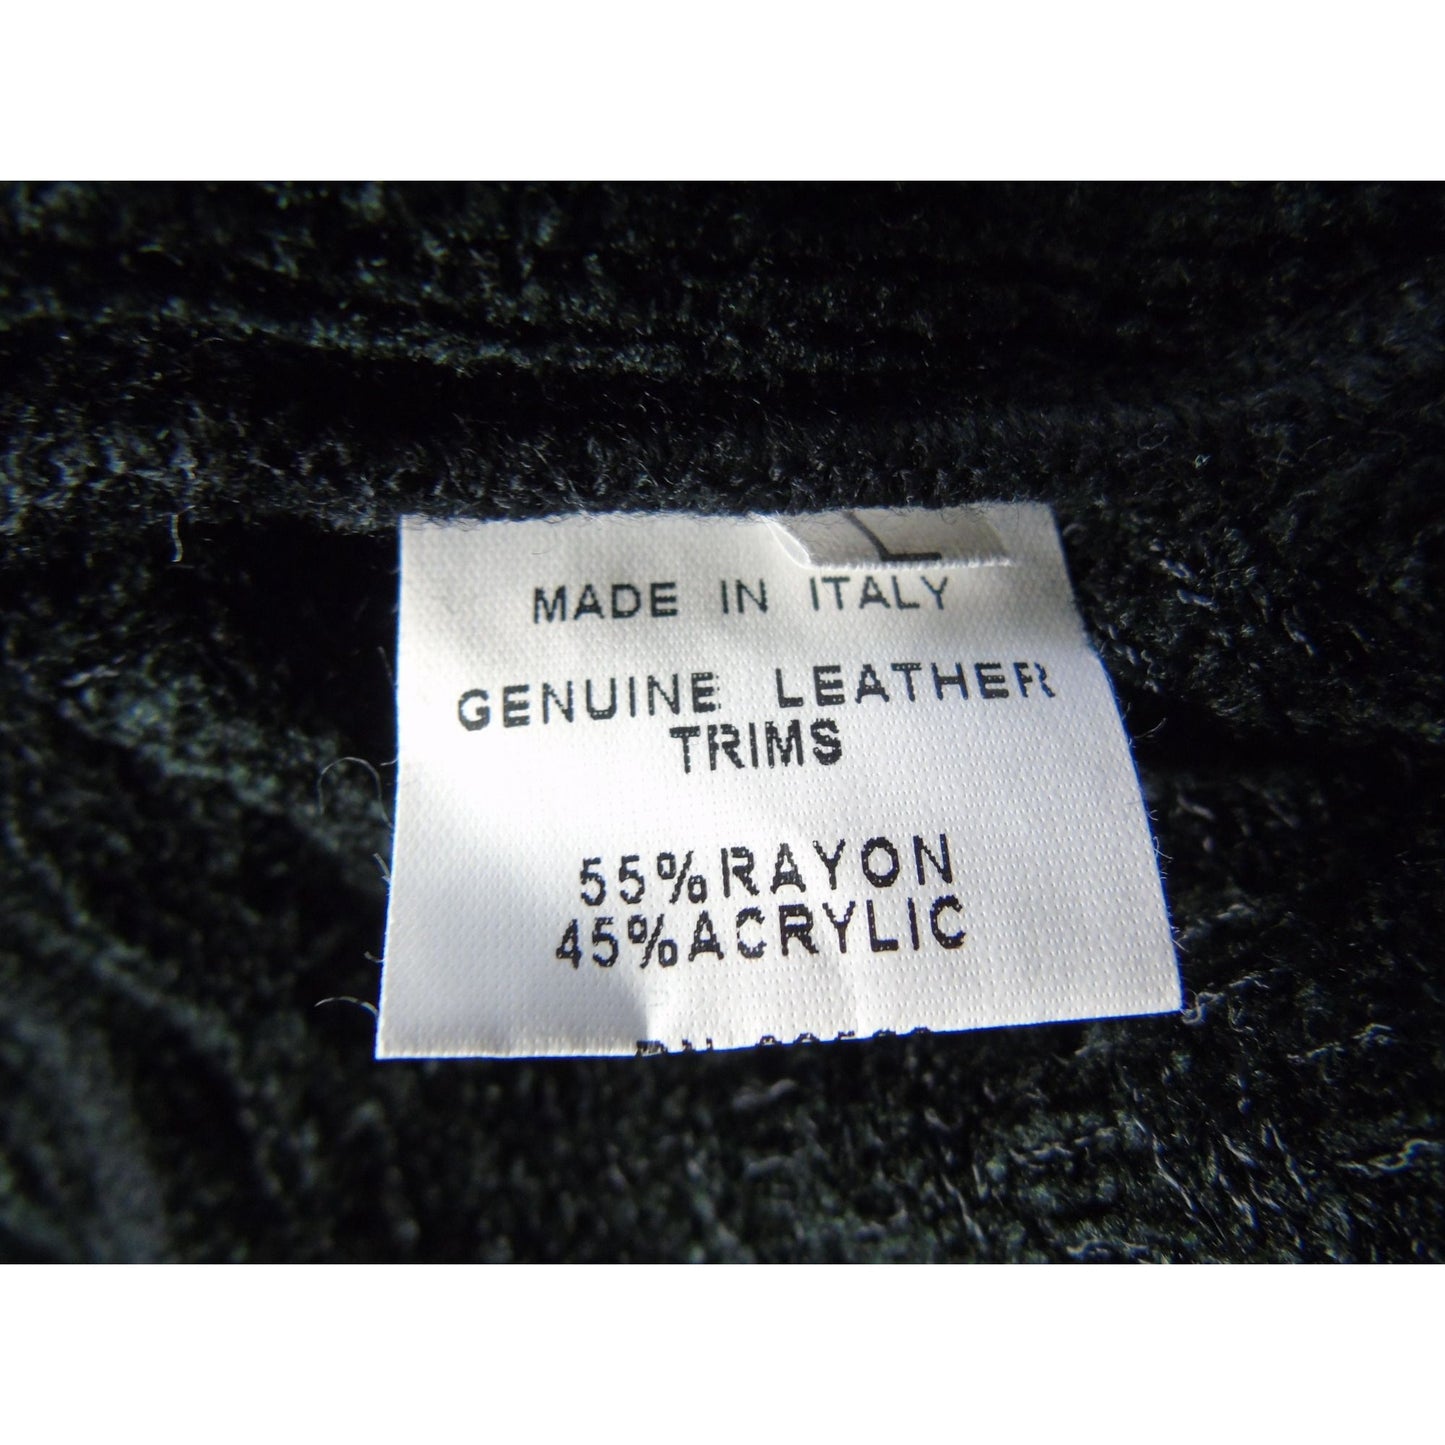 L
MADE IN ITALY
GENUINE LEATHER
TRIMS
55%RAYON
45%ACRYLIC